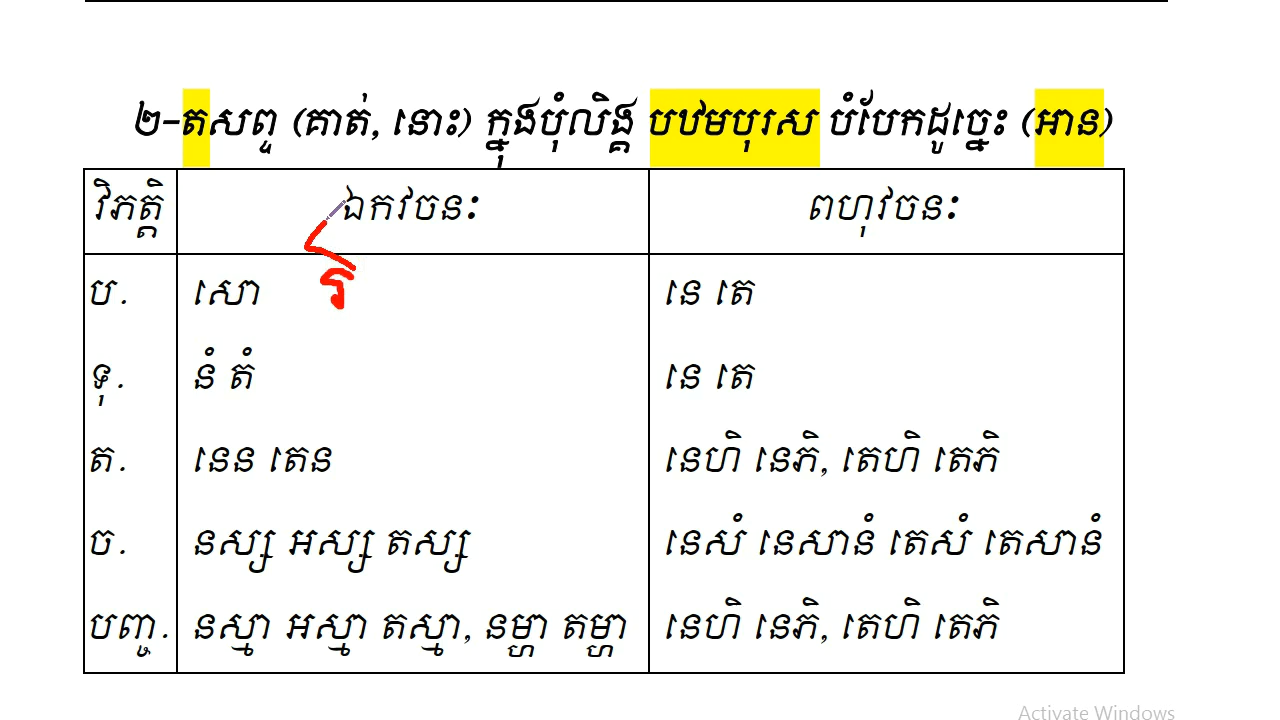 ២-តសព្ទ (គាត់, នោះ) ក្នុងបុំលិង្គ បឋមបុរស បំបែកដូច្នេះ (អាន)
វិភត្តិ ឯកវចនៈ ពហុវចនៈ
ប. សោ នេ តេ
ទុ. នំ តំ នេ តេ
ត. នេន តេន នេហិ នេភិ, តេហិ តេភិ
ច. នស្ស អស្ស តស្ស នេសំ នេសានំ តេសំ តេសានំ
បញ្ច. នស្មា អស្មា តស្មា, នម្ហា តម្ហា នេហិ នេភិ, តេហិ តេភិ
Activate Windows